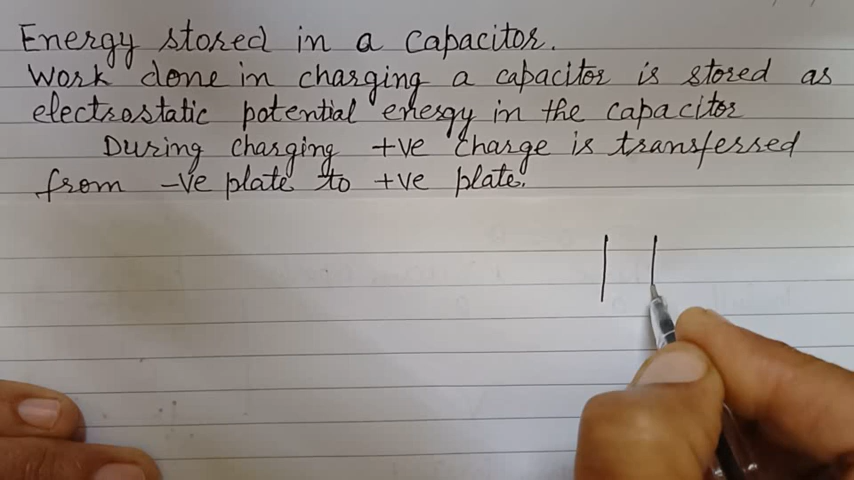 Energy stored in a capacitor.
Work done in charging a capacitor is stored as
electrostatic potential energy in the capacitor
During charging +ve charge is transferred
from -ve plate to +ve plate.